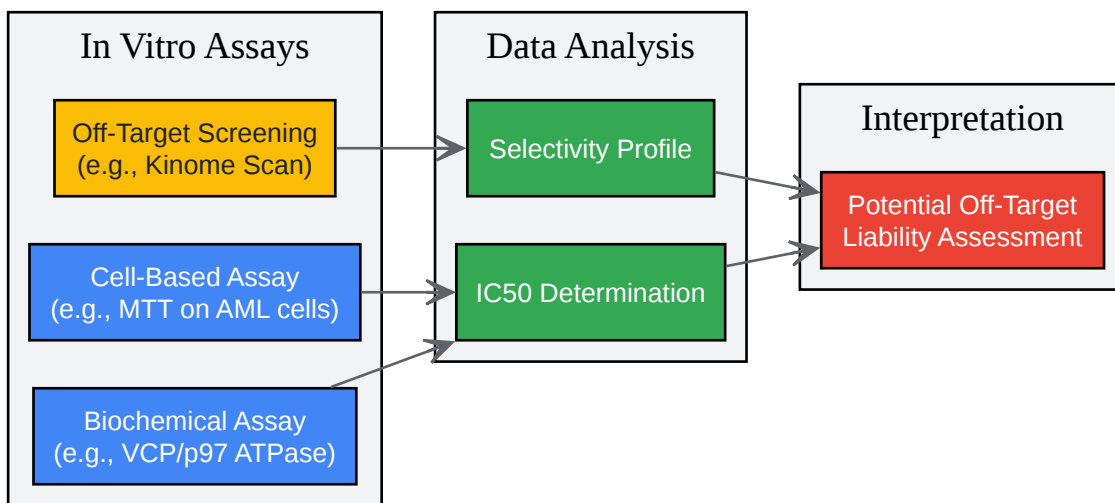 In Vitro Assays
Off-Target Screening
(e.g., Kinome Scan)
Cell-Based Assay
(e.g., MTT on AML cells)
Biochemical Assay
(e.g., VCP/p97 ATPase)
Data Analysis
Selectivity Profile
IC50 Determination
Interpretation
Potential Off-Target
Liability Assessment